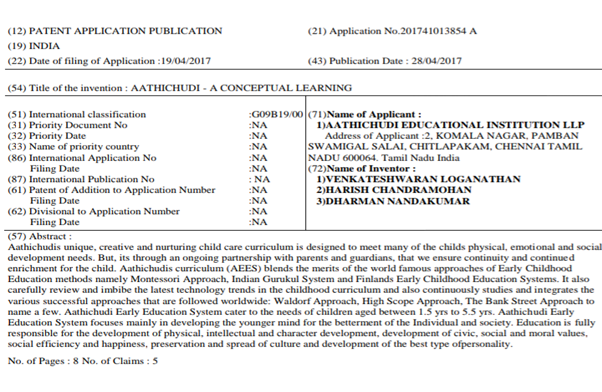 (12) PATENT APPLICATION PUBLICATION (21) Application No.201741013854 A
(19) INDIA
(22) Date of filing of Application :19/04/2017 (43) Publication Date : 28/04/2017
(54) Title of the invention : AATHICHUDI - A CONCEPTUAL LEARNING
(51) International classification :G09B19/00
(31) Priority Document No :NA
(32) Priority Date :NA
(33) Name of priority country :NA
(86) International Application No :NA
Filing Date :NA
(87) International Publication No : NA
(61) Patent of Addition to Application Number :NA
Filing Date :NA
(62) Divisional to Application Number :NA
Filing Date :NA
(71)Name of Applicant :
1)AATHICHUDI EDUCATIONAL INSTITUTION LLP
Address of Applicant :2, KOMALA NAGAR, PAMBAN
SWAMIGAL SALAI, CHITLAPAKAM, CHENNAI TAMIL
NADU 600064. Tamil Nadu India
(72)Name of Inventor :
1)VENKATESHWARAN LOGANATHAN
2)HARISH CHANDRAMOHAN
3)DHARMAN NANDAKUMAR
(57) Abstract :
Aathichudis unique, creative and nurturing child care curriculum is designed to meet many of the childs physical, emotional and social
development needs. But, its through an ongoing partnership with parents and guardians, that we ensure continuity and continued
enrichment for the child. Aathichudis curriculum (AEES) blends the merits of the world famous approaches of Early Childhood
Education methods namely Montessori Approach, Indian Gurukul System and Finlands Early Childhood Education Systems. It also
carefully review and imbibe the latest technology trends in the childhood curriculum and also continuously studies and integrates the
various successful approaches that are followed worldwide: Waldorf Approach, High Scope Approach, The Bank Street Approach to
name a few. Aathichudi Early Education System cater to the needs of children aged between 1.5 yrs to 5.5 yrs. Aathichudi Early
Education System focuses mainly in developing the younger mind for the betterment of the Individual and society. Education is fully
responsible for the development of physical, intellectual and character development, development of civic, social and moral values,
social efficiency and happiness, preservation and spread of culture and development of the best type ofpersonality.
No. of Pages : 8 No. of Claims : 5